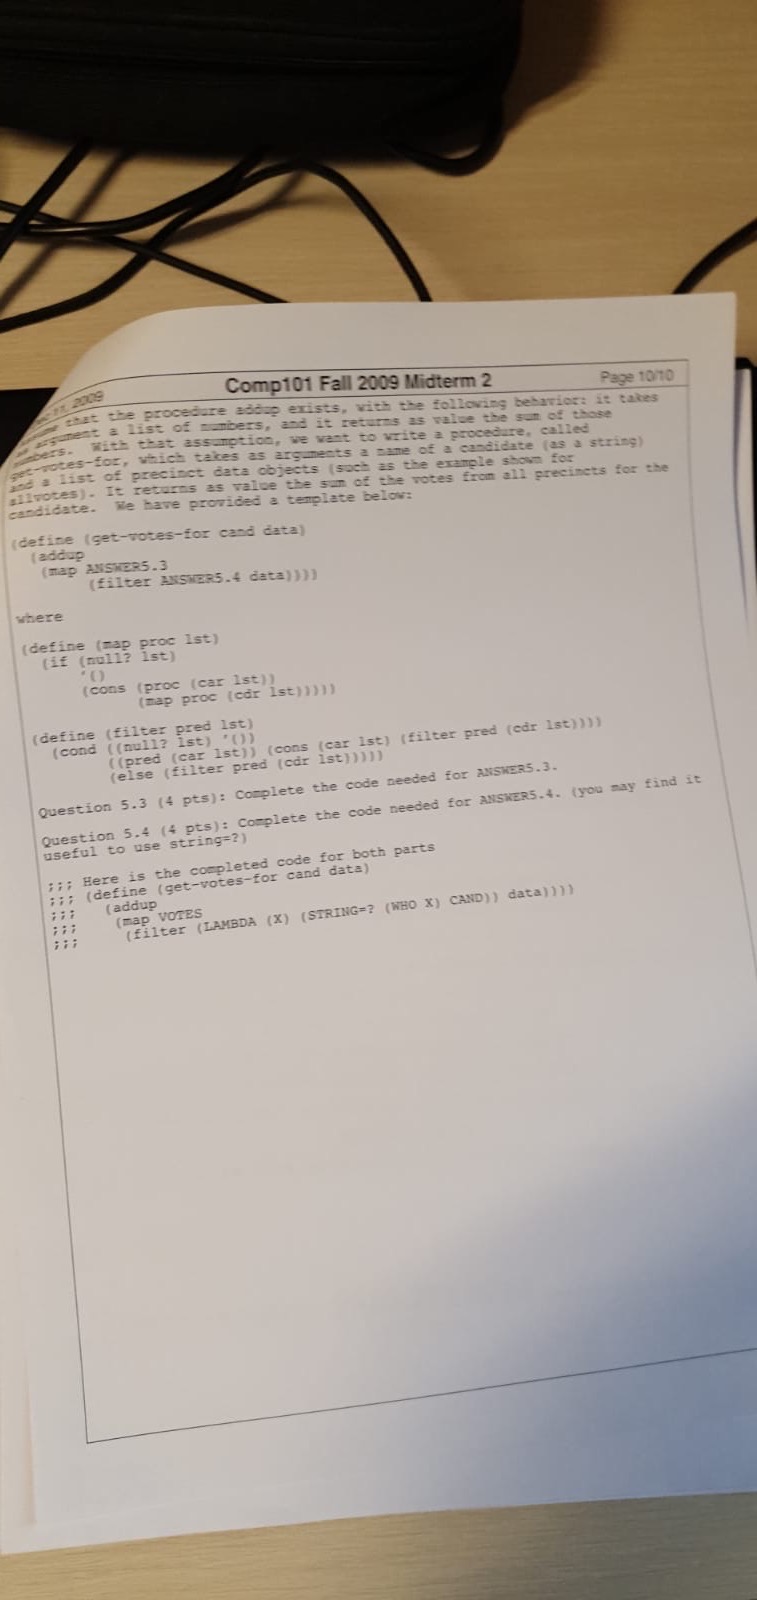 11, 2009 Comp101 Fall 2009 Midterm 2 Page 10/10
that the procedure addup exists, with the following behavior: it takes
argument a list of numbers, and it returns as value the sum of those
numbers. With that assumption, we want to write a procedure, called
get-votes-for, which takes as arguments a name of a candidate (as a string)
and a list of precinct data objects (such as the example shown for
allvotes). It returns as value the sum of the votes from all precincts for the
candidate. We have provided a template below:
(define (get-votes-for cand data)
(addup
(map ANSWER5.3
(filter ANSWER5.4 data))))
where
(define (map proc lst)
(if (null? lst)
'()
(cons (proc (car lst))
(map proc (cdr lst)))))
(define (filter pred lst)
(cond ((null? lst) '())
((pred (car lst)) (cons (car lst) (filter pred (cdr lst))))
(else (filter pred (cdr lst)))))
Question 5.3 (4 pts): Complete the code needed for ANSWER5.3.
Question 5.4 (4 pts): Complete the code needed for ANSWER5.4. (you may find it
useful to use string=?)
;;; Here is the completed code for both parts
;;; (define (get-votes-for cand data)
;;; (addup
;;; (map VOTES
;;; (filter (LAMBDA (X) (STRING=? (WHO X) CAND)) data))))